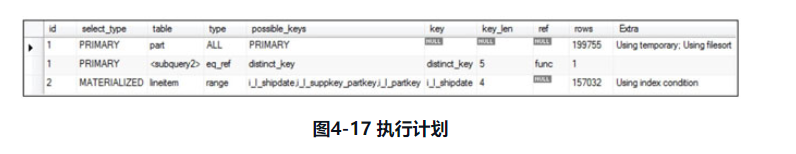 id select_type table type possible_keys key key_len ref rows Extra
1 PRIMARY part ALL PRIMARY NULL NULL NULL 199755 Using temporary; Using filesort
1 PRIMARY <subquery2> eq_ref distinct_key distinct_key 5 func 1
2 MATERIALIZED lineitem range i_l_shipdate,i_l_suppkey_partkey,i_l_partkey i_l_shipdate 4 NULL 157032 Using index condition
图4-17 执行计划